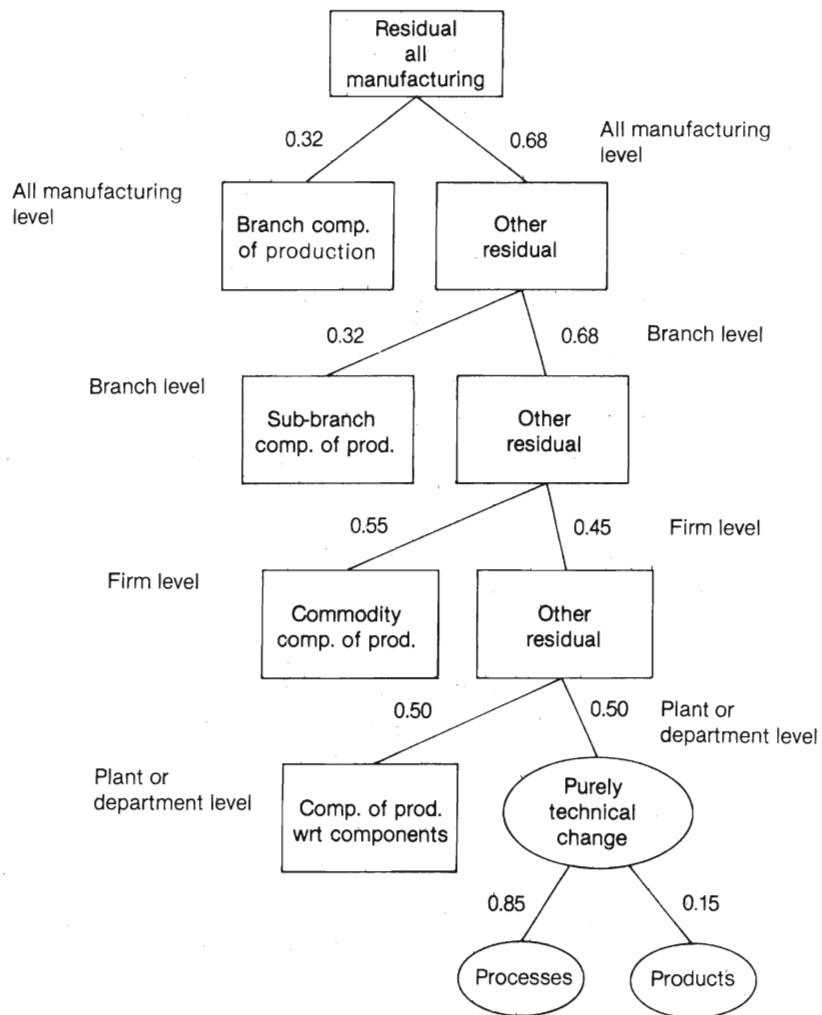 Residual
all
manufacturing
0.32
0.68
All manufacturing
level
All manufacturing
level
Branch comp.
of production
Other
residual
0.32
0.68
Branch level
Branch level
Sub-branch
comp. of prod.
Other
residual
0.55
0.45
Firm level
Firm level
Commodity
comp. of prod.
Other
residual
0.50
0.50
Plant or
department level
Plant or
department level
Comp. of prod.
wrt components
Purely
technical
change
0.85
0.15
Processes
Products